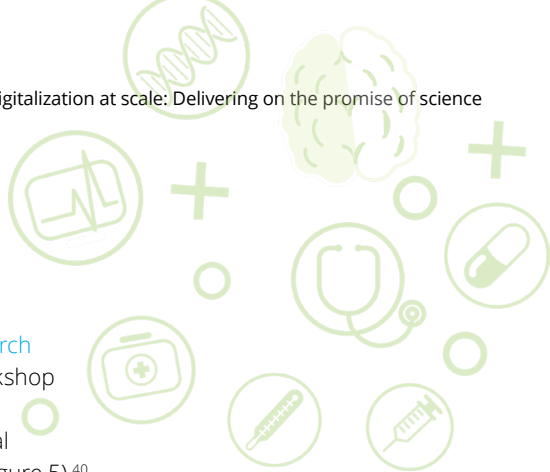 igitalization at scale: Delivering on the promise of science
rch
kshop
al
gure 5).40